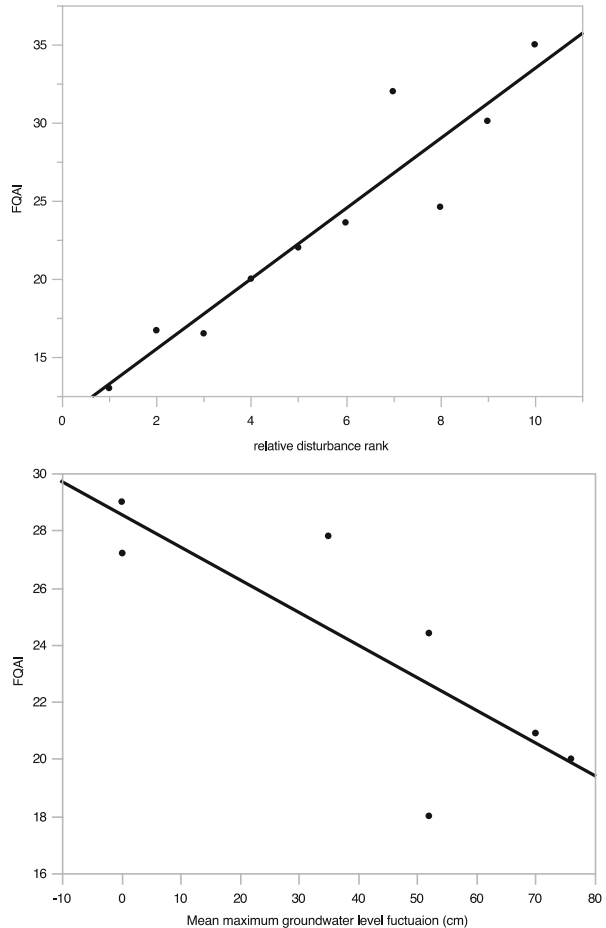 35
30
25
20
15
FQAI
0 2 4 6 8 10
relative disturbance rank
30
28
26
24
22
20
18
16
FQAI
-10 0 10 20 30 40 50 60 70 80
Mean maximum groundwater level fuctuaion (cm)